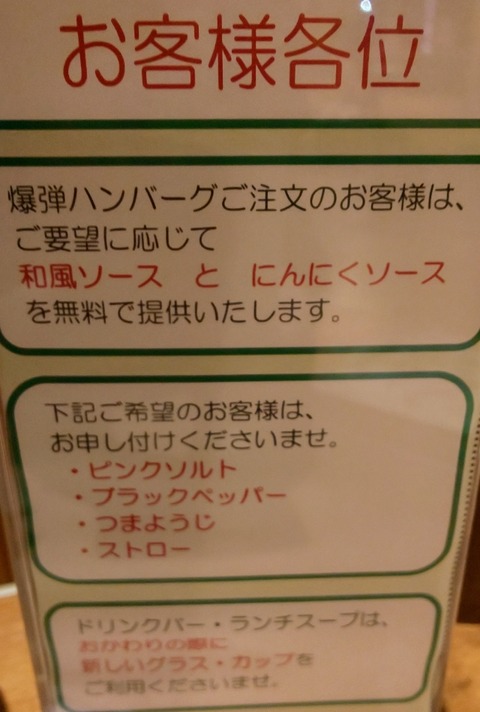 お客様各位
爆弾ハンバーグご注文のお客様は、
ご要望に応じて
和風ソース と にんにくソース
を無料で提供いたします。
下記ご希望のお客様は、
お申し付けくださいませ。
・ピンクソルト
・ブラックペッパー
・つまようじ
・ストロー
ドリンクバー・ランチスープは、
おかわりの際に
新しいグラス・カップを
ご利用くださいませ。